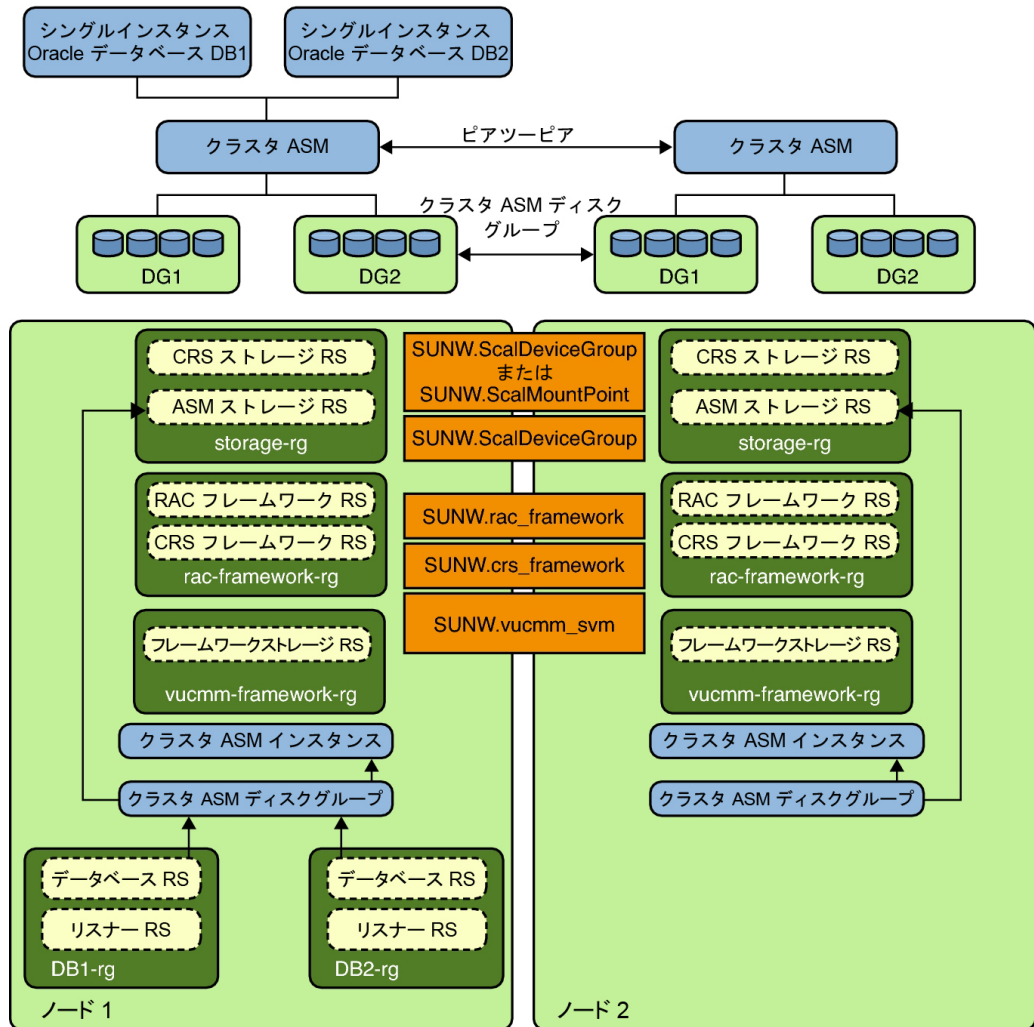 シングルインスタンス
Oracle データベース DB1
シングルインスタンス
Oracle データベース DB2
クラスタ ASM
ピアツーピア
クラスタ ASM
クラスタ ASM ディスク
グループ
DG1
DG2
DG1
DG2
CRS ストレージ RS
ASM ストレージ RS
storage-rg
SUNW.ScalDeviceGroup
または
SUNW.ScalMountPoint
SUNW.ScalDeviceGroup
CRS ストレージ RS
ASM ストレージ RS
storage-rg
RAC フレームワーク RS
CRS フレームワーク RS
rac-framework-rg
SUNW.rac_framework
SUNW.crs_framework
RAC フレームワーク RS
CRS フレームワーク RS
rac-framework-rg
フレームワークストレージ RS
vucmm-framework-rg
SUNW.vucmm_svm
フレームワークストレージ RS
vucmm-framework-rg
クラスタ ASM インスタンス
クラスタ ASM インスタンス
クラスタ ASM ディスクグループ
クラスタ ASM ディスクグループ
データベース RS
リスナー RS
DB1-rg
データベース RS
リスナー RS
DB2-rg
ノード 1
ノード 2